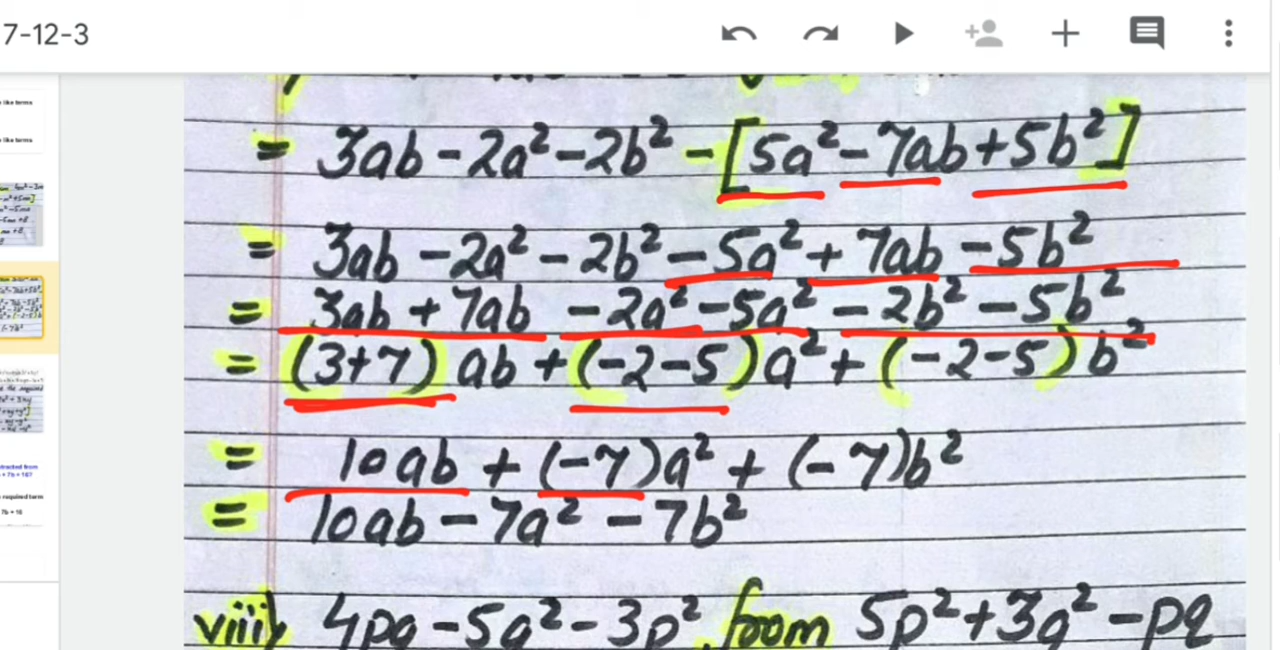 7-12-3
= 3ab - 2a² - 2b² - [5a² - 7ab + 5b²]
= 3ab - 2a² - 2b² - 5a² + 7ab - 5b²
= 3ab + 7ab - 2a² - 5a² - 2b² - 5b²
= (3+7) ab + (-2-5)a² + (-2-5) b²
= 10ab + (-7)a² + (-7)b²
= 10ab - 7a² - 7b²
viii) 4pq - 5q² - 3p² from 5p² + 3q² - pq